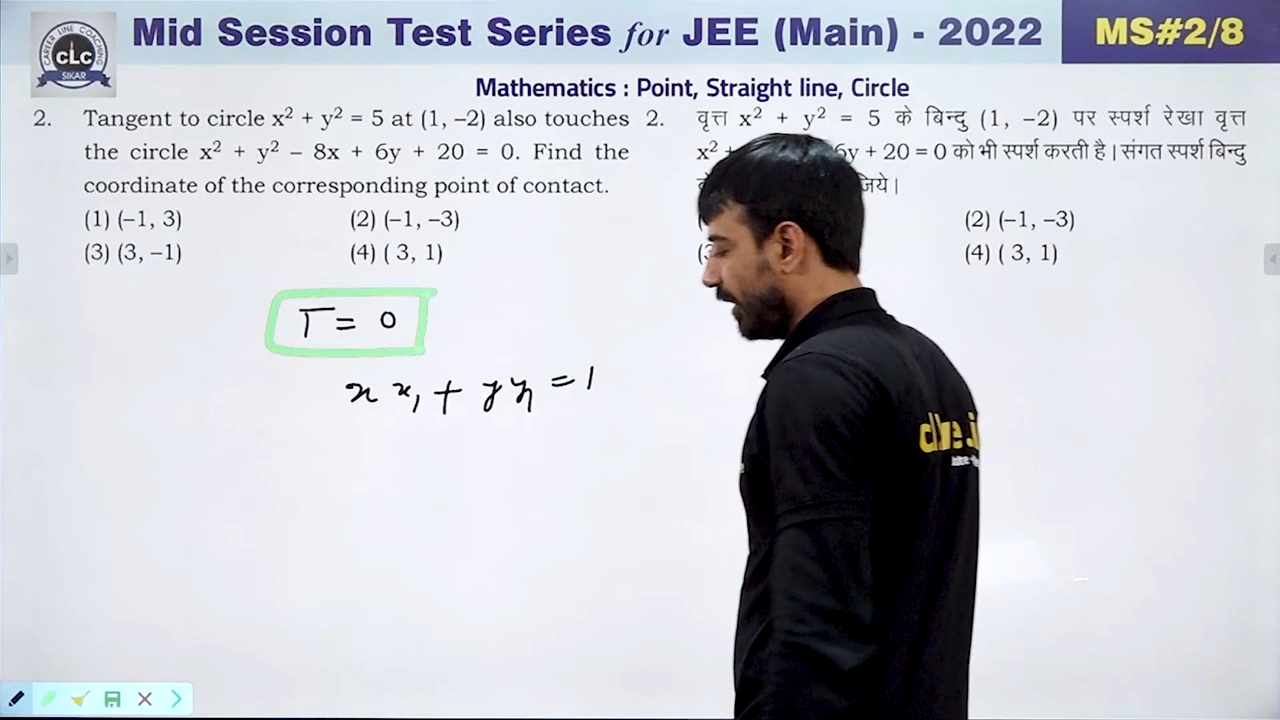 CAREER LINE COACHING
CLC
SIKAR
Mid Session Test Series for JEE (Main) - 2022
MS#2/8
Mathematics : Point, Straight line, Circle
2. Tangent to circle x² + y² = 5 at (1, –2) also touches
the circle x² + y² – 8x + 6y + 20 = 0. Find the
coordinate of the corresponding point of contact.
(1) (–1, 3) (2) (–1, –3)
(3) (3, –1) (4) ( 3, 1)
2. वृत्त x² + y² = 5 के बिन्दु (1, –2) पर स्पर्श रेखा वृत्त
x² 6y + 20 = 0 को भी स्पर्श करती है। संगत स्पर्श बिन्दु
(2) (–1, –3)
(4) ( 3, 1)
T = 0
x x₁ + y y₁ = 1